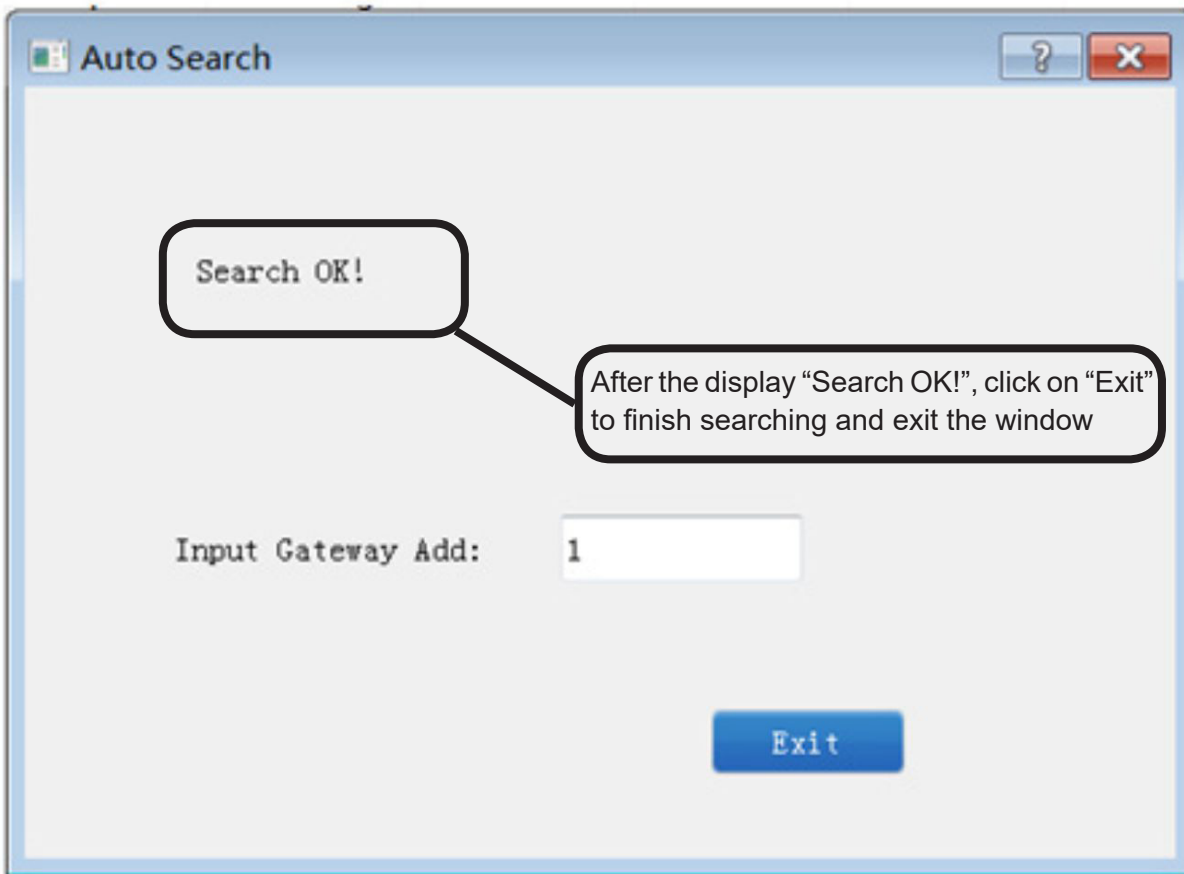 Auto Search
Search OK!
After the display “Search OK!”, click on “Exit”
to finish searching and exit the window
Input Gateway Add:
1
Exit